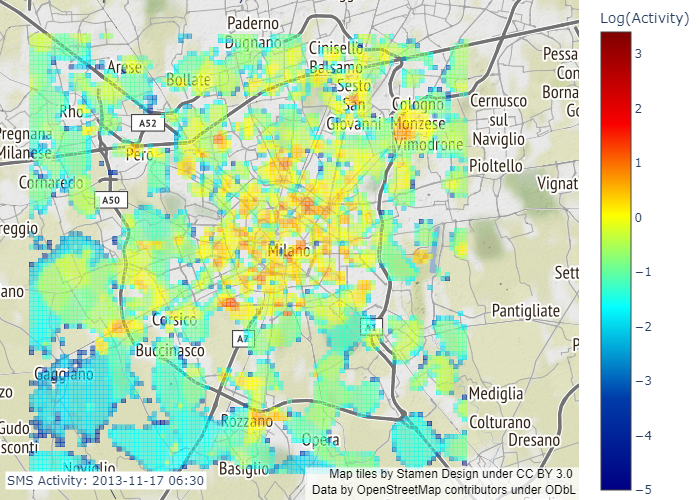 Paderno
Dugnano
Log(Activity)
Cinisello
Balsamo
Arese
Bollate
Sesto
San
Giovanni
Pessa
Borna
Rho
A52
Cologno
Monzese
Vimodrone
Cernusco
sul
Naviglio
Pregnana
Milanese
Pero
Pioltello
Cornaredo
Vignat
A50
reggio
Milano
Sett
ano
Corsico
Pantigliate
A7
A1
Buccinasco
Gaggiano
zo
Mediglia
Gudo
sconti
Rozzano
Opera
Colturano
Dresano
Noviglio
Basiglio
SMS Activity: 2013-11-17 06:30
Map tiles by Stamen Design under CC BY 3.0
Data by OpenStreetMap contributors under ODbL
3
2
1
0
−1
−2
−3
−4
−5